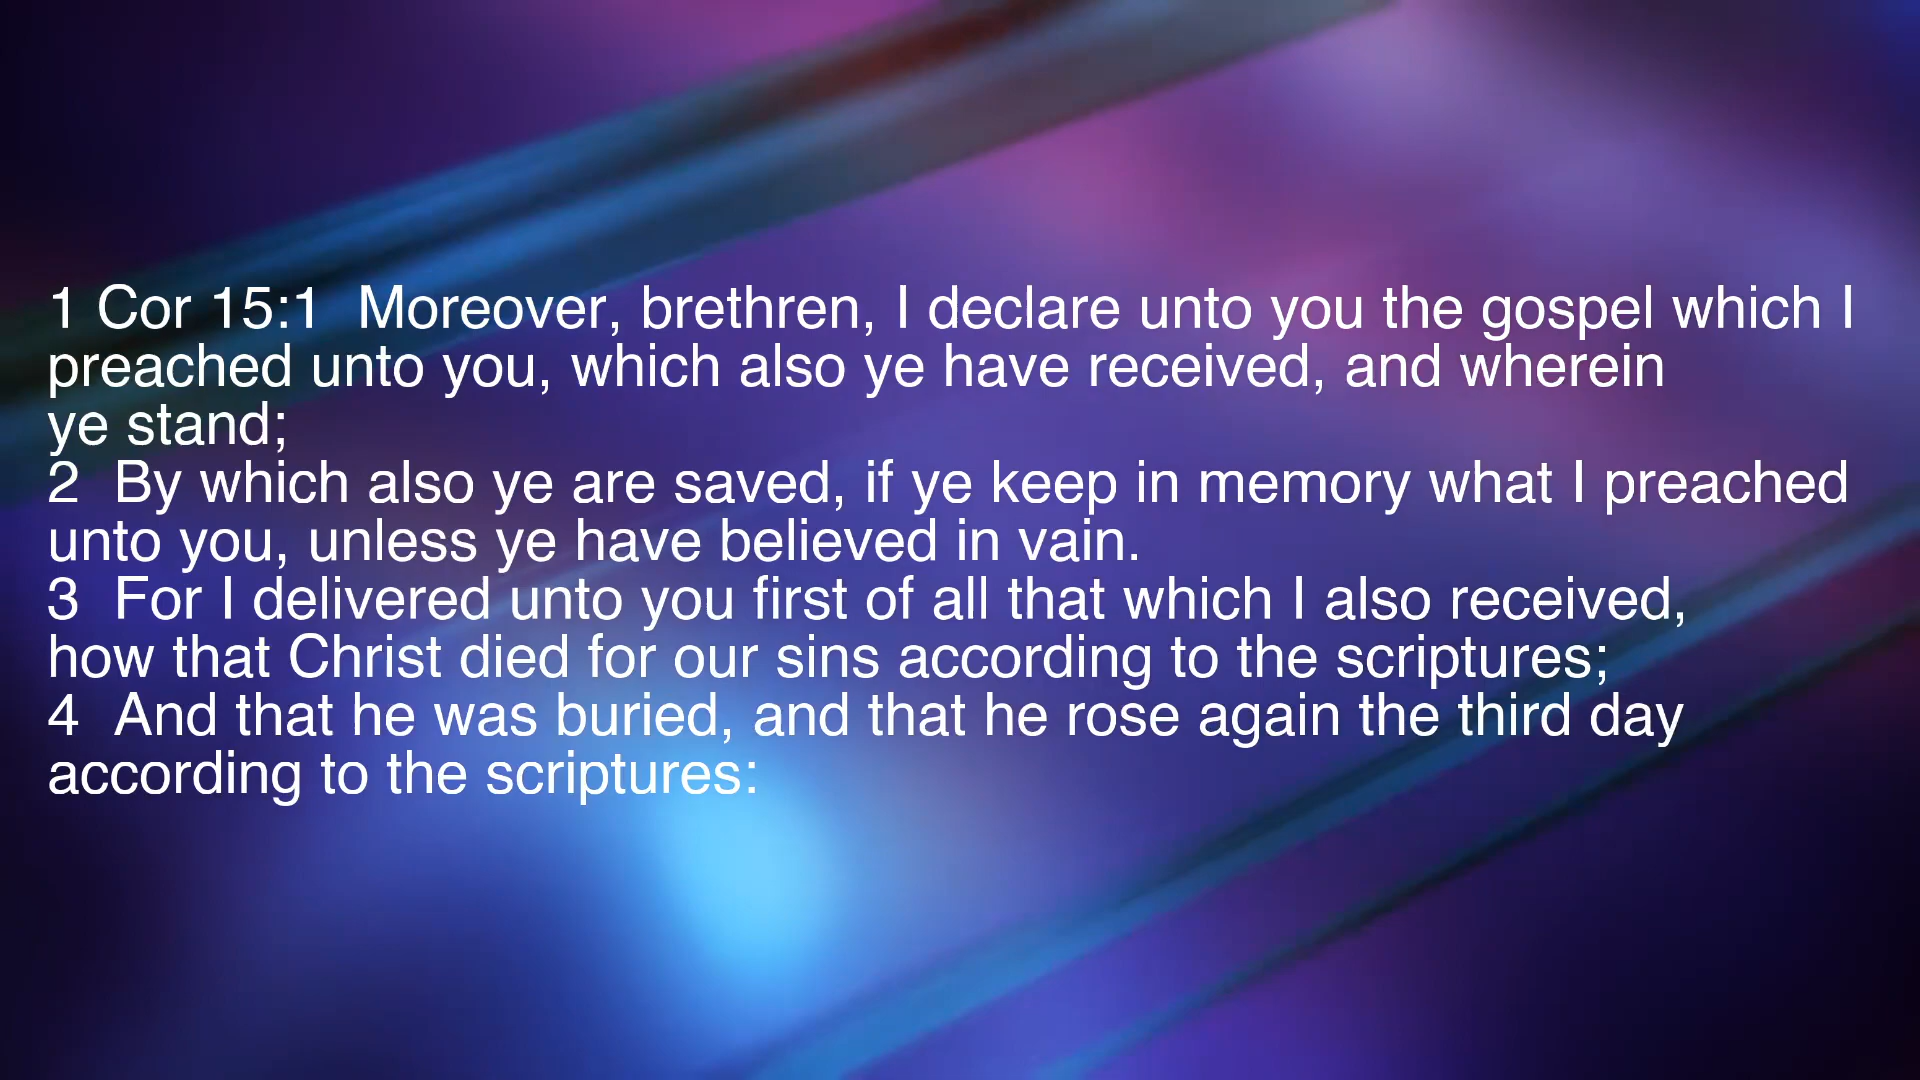 1 Cor 15:1  Moreover, brethren, I declare unto you the gospel which I
preached unto you, which also ye have received, and wherein
ye stand;
2  By which also ye are saved, if ye keep in memory what I preached
unto you, unless ye have believed in vain.
3  For I delivered unto you first of all that which I also received,
how that Christ died for our sins according to the scriptures;
4  And that he was buried, and that he rose again the third day
according to the scriptures: